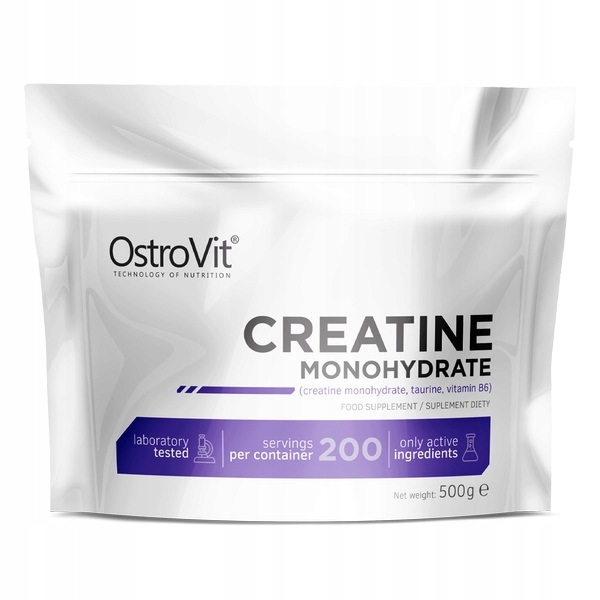 OstroVit®
TECHNOLOGY OF NUTRITION
CREATINE
MONOHYDRATE
(creatine monohydrate, taurine, vitamin B6)
FOOD SUPPLEMENT / SUPLEMENT DIETY
laboratory
tested
servings
per container 200
only active
ingredients
Net weight: 500g ℮